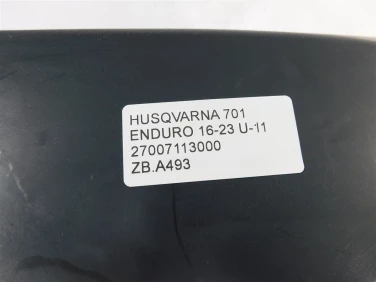 HUSQVARNA 701
ENDURO 16-23 U-11
27007113000
ZB.A493